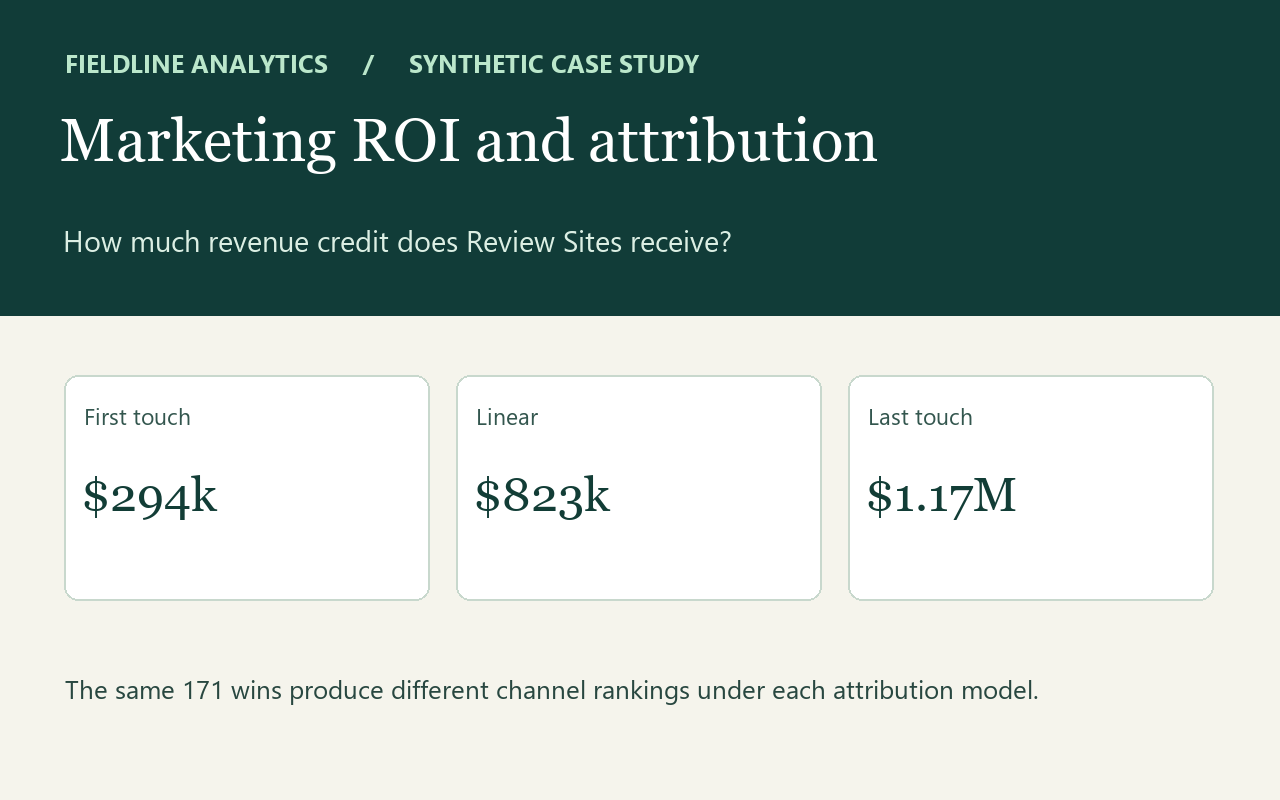 FIELDLINE ANALYTICS / SYNTHETIC CASE STUDY
Marketing ROI and attribution
How much revenue credit does Review Sites receive?
First touch
$294k
Linear
$823k
Last touch
$1.17M
The same 171 wins produce different channel rankings under each attribution model.